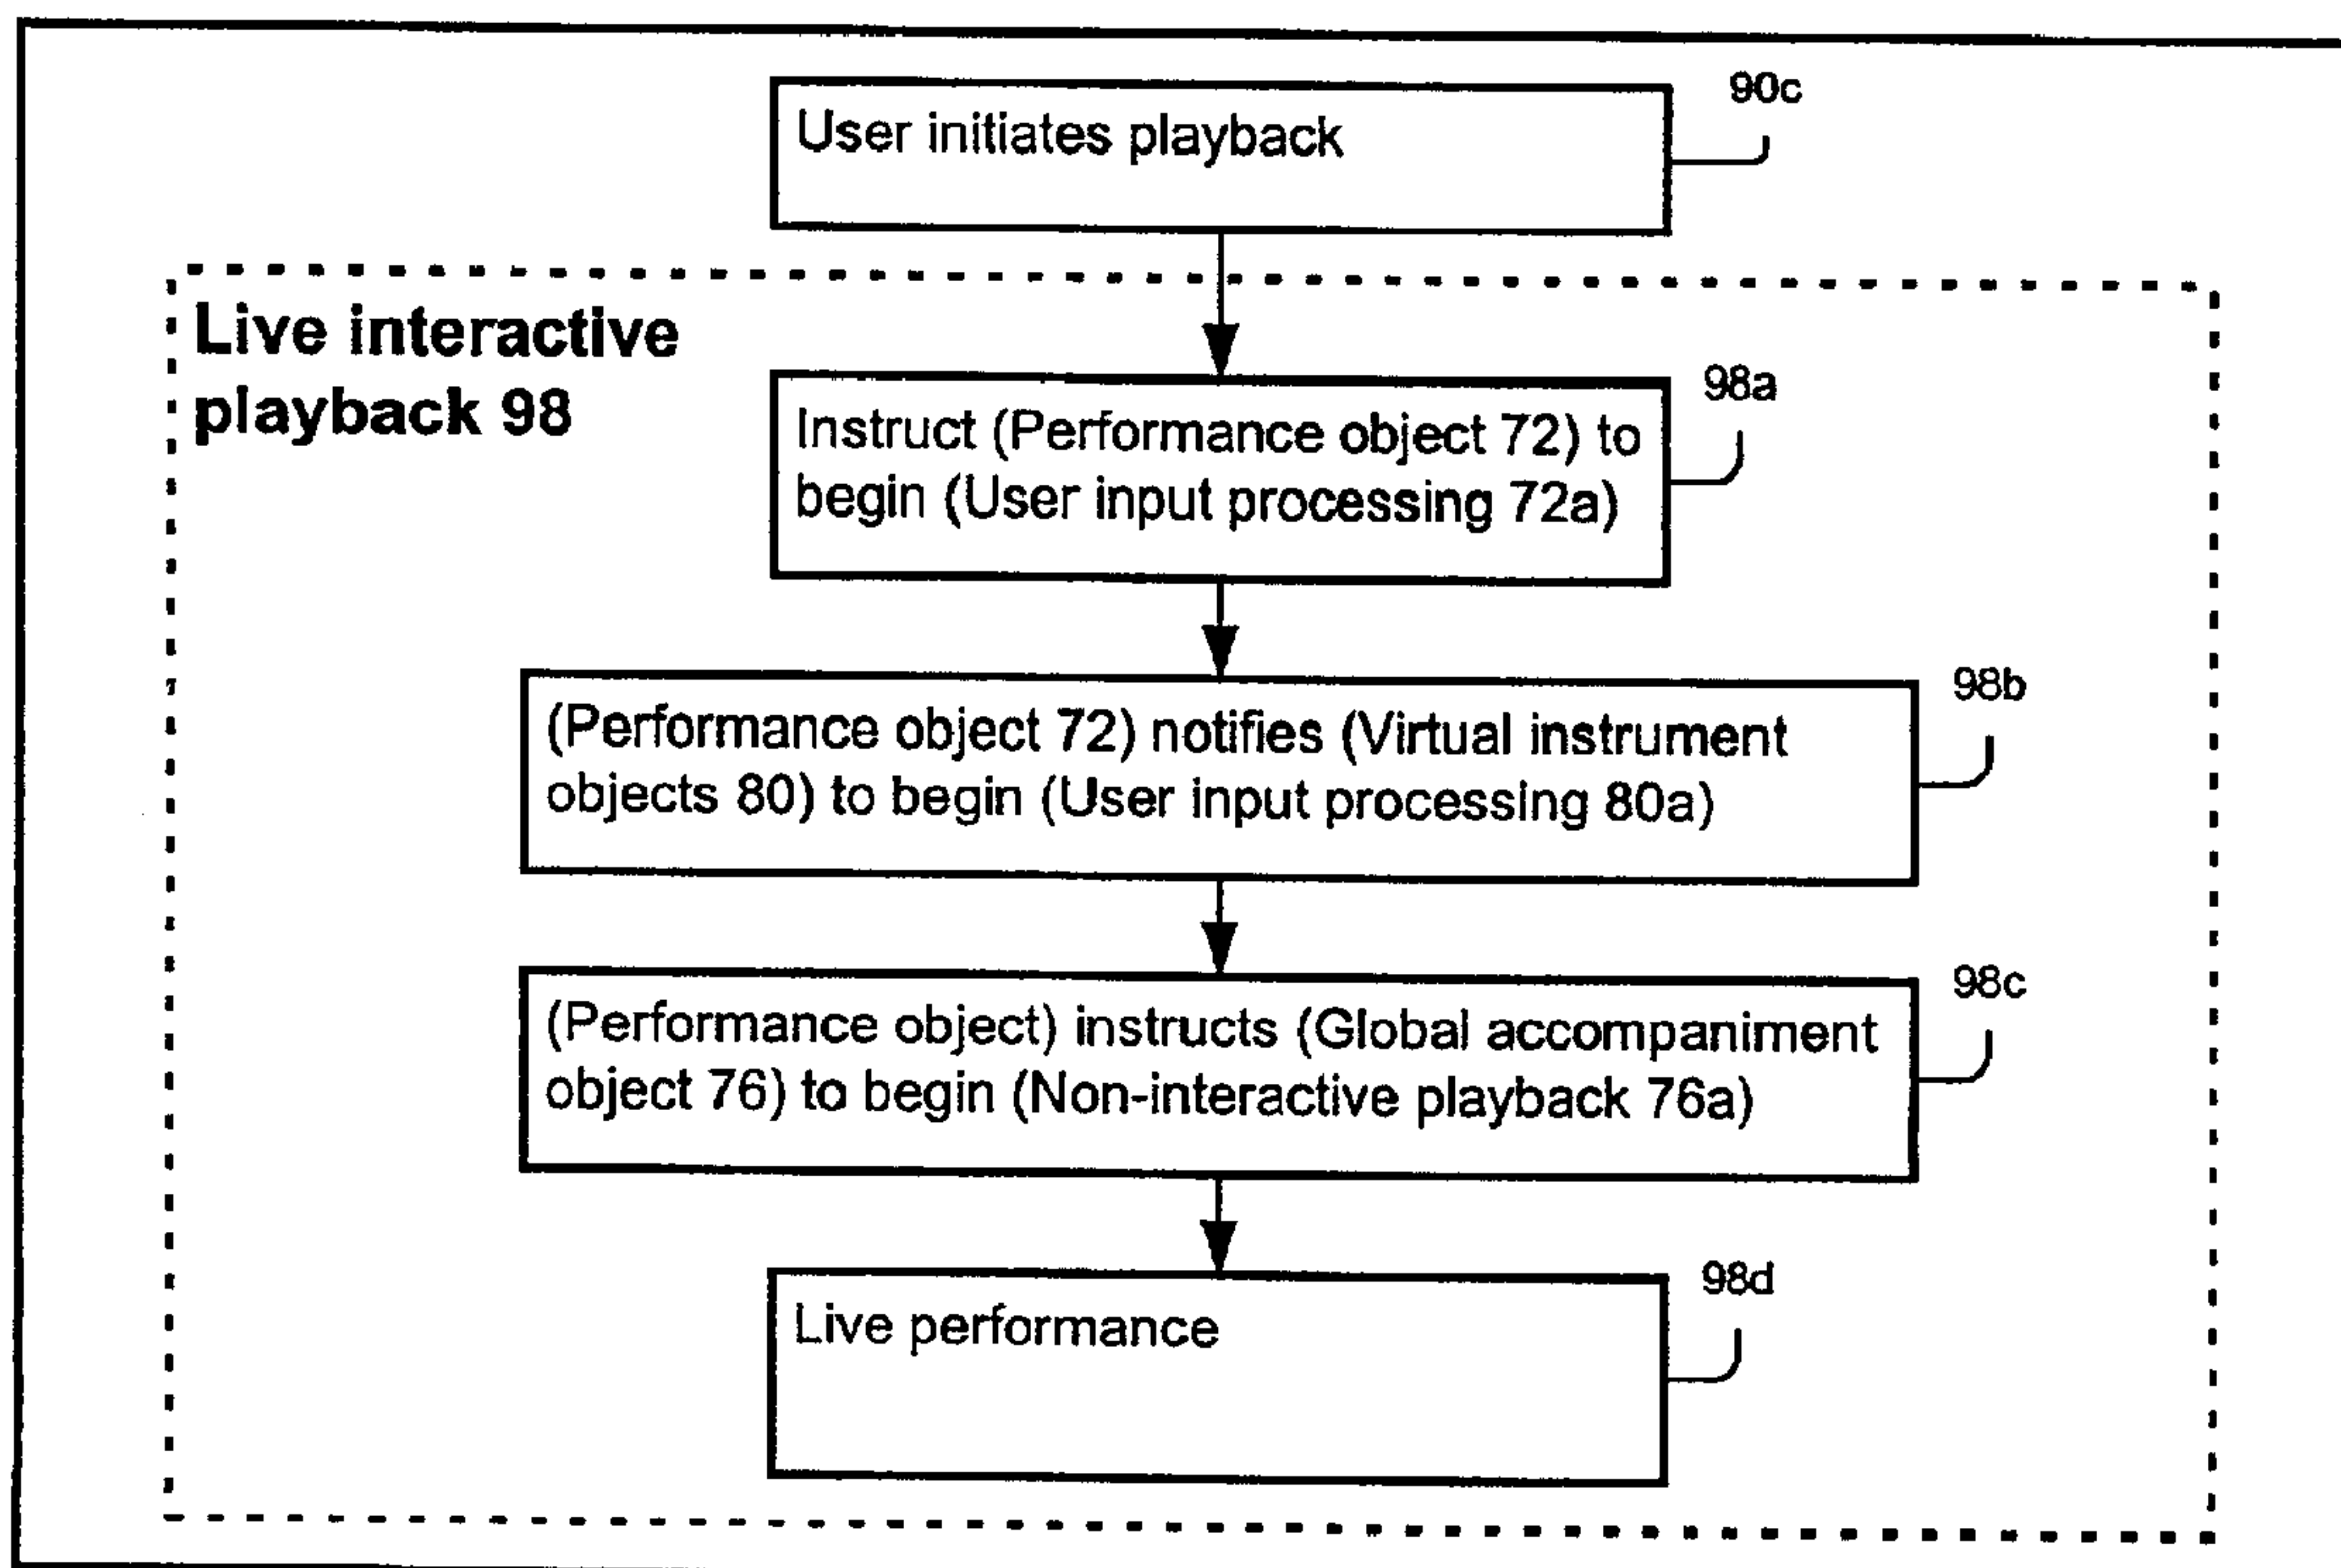 90c
User initiates playback
Live interactive
playback 98
98a
Instruct (Performance object 72) to
begin (User input processing 72a)
98b
(Performance object 72) notifies (Virtual instrument
objects 80) to begin (User input processing 80a)
98c
(Performance object) instructs (Global accompaniment
object 76) to begin (Non-interactive playback 76a)
98d
Live performance